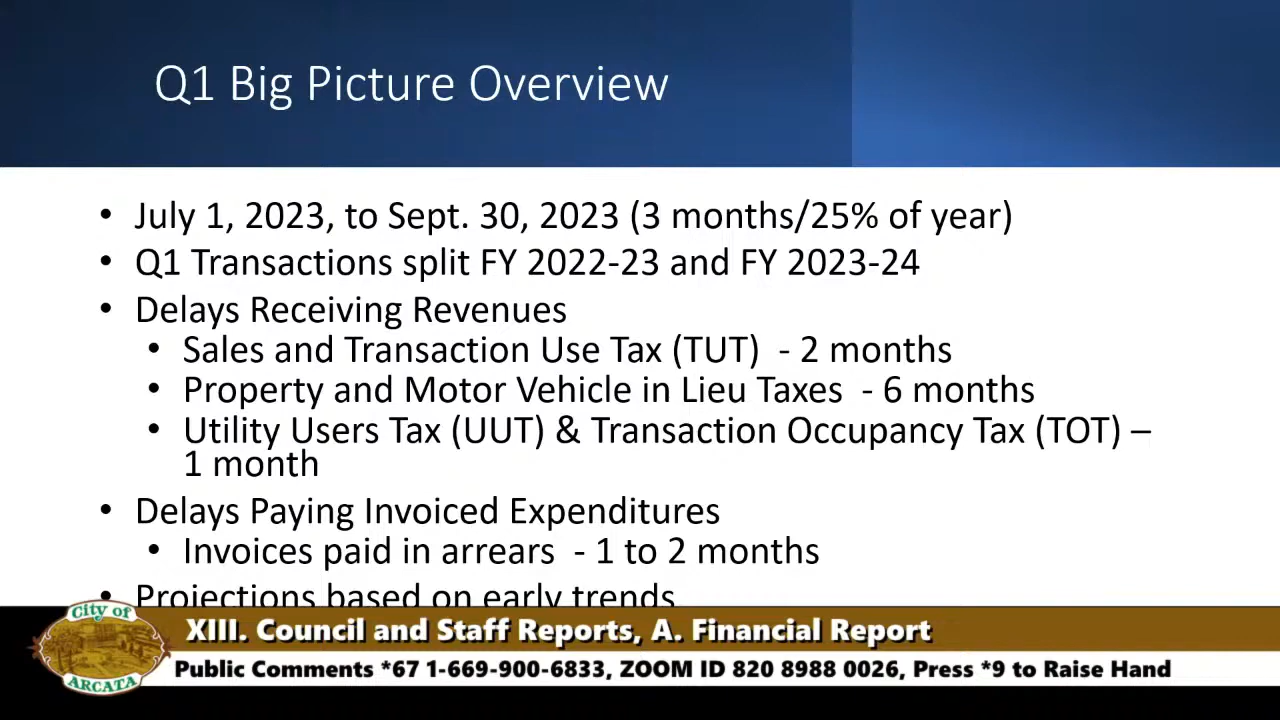 Q1 Big Picture Overview
• July 1, 2023, to Sept. 30, 2023 (3 months/25% of year)
• Q1 Transactions split FY 2022-23 and FY 2023-24
• Delays Receiving Revenues
• Sales and Transaction Use Tax (TUT) - 2 months
• Property and Motor Vehicle in Lieu Taxes - 6 months
• Utility Users Tax (UUT) & Transaction Occupancy Tax (TOT) –
1 month
• Delays Paying Invoiced Expenditures
• Invoices paid in arrears - 1 to 2 months
• Projections based on early trends
City of
ARCATA
XIII. Council and Staff Reports, A. Financial Report
Public Comments *67 1-669-900-6833, ZOOM ID 820 8988 0026, Press *9 to Raise Hand